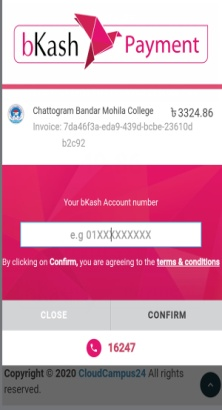 bKash Payment
Chattogram Bandar Mohila College ৳ 3324.86
Invoice: 7da46f3a-eda9-439d-bcbe-23610d
b2c92
Your bKash Account number
e.g 01XXXXXXXXX
By clicking on Confirm, you are agreeing to the terms & conditions
CLOSE CONFIRM
16247
Copyright © 2020 CloudCampus24 All rights
reserved.